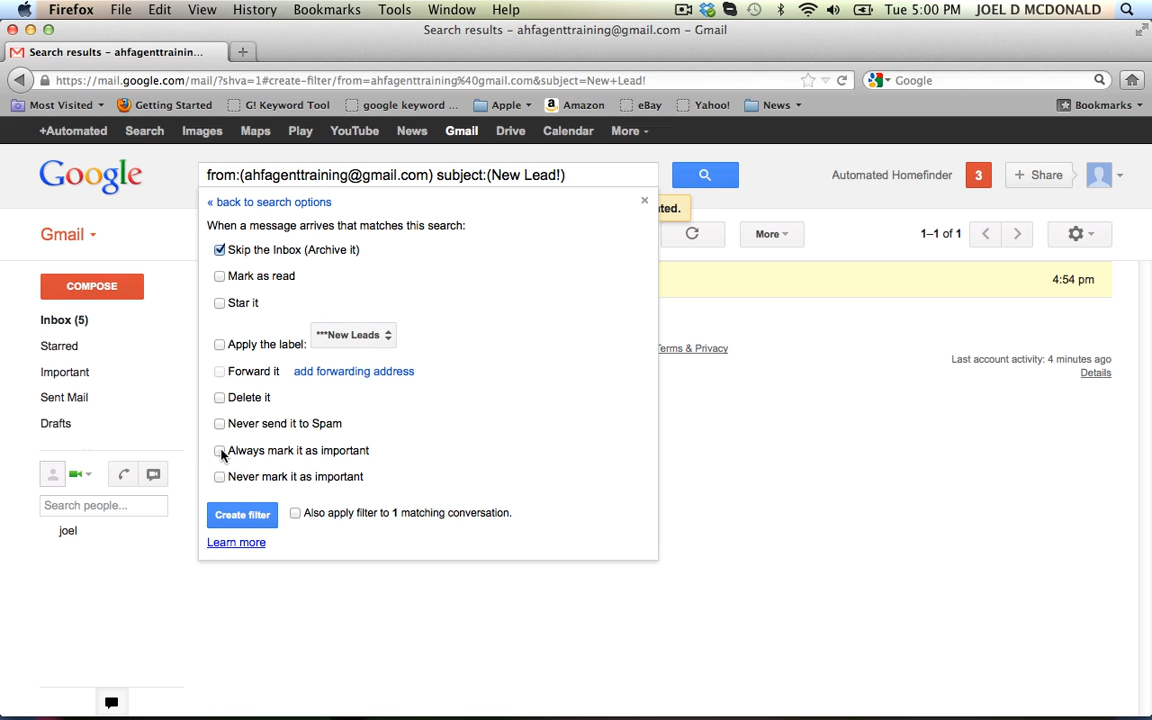 Firefox File Edit View History Bookmarks Tools Window Help Tue 5:00 PM JOEL D MCDONALD
Search results – ahfagenttraining@gmail.com – Gmail
Search results – ahfagenttrainin...
https://mail.google.com/mail/?shva=1#create-filter/from=ahfagenttraining%40gmail.com&subject=New+Lead! Google
Most Visited Getting Started G! Keyword Tool google keyword ... Apple Amazon eBay Yahoo! News Bookmarks
+Automated Search Images Maps Play YouTube News Gmail Drive Calendar More
Google from:(ahfagenttraining@gmail.com) subject:(New Lead!) Automated Homefinder 3 + Share
« back to search options × ted.
When a message arrives that matches this search:
Gmail More 1–1 of 1
Skip the Inbox (Archive it)
Mark as read 4:54 pm
COMPOSE
Star it
Inbox (5)
Starred
Important
Sent Mail
Drafts
Apply the label: ***New Leads
Terms & Privacy
Last account activity: 4 minutes ago
Details
Forward it add forwarding address
Delete it
Never send it to Spam
Always mark it as important
Never mark it as important
Search people...
joel
Create filter Also apply filter to 1 matching conversation.
Learn more